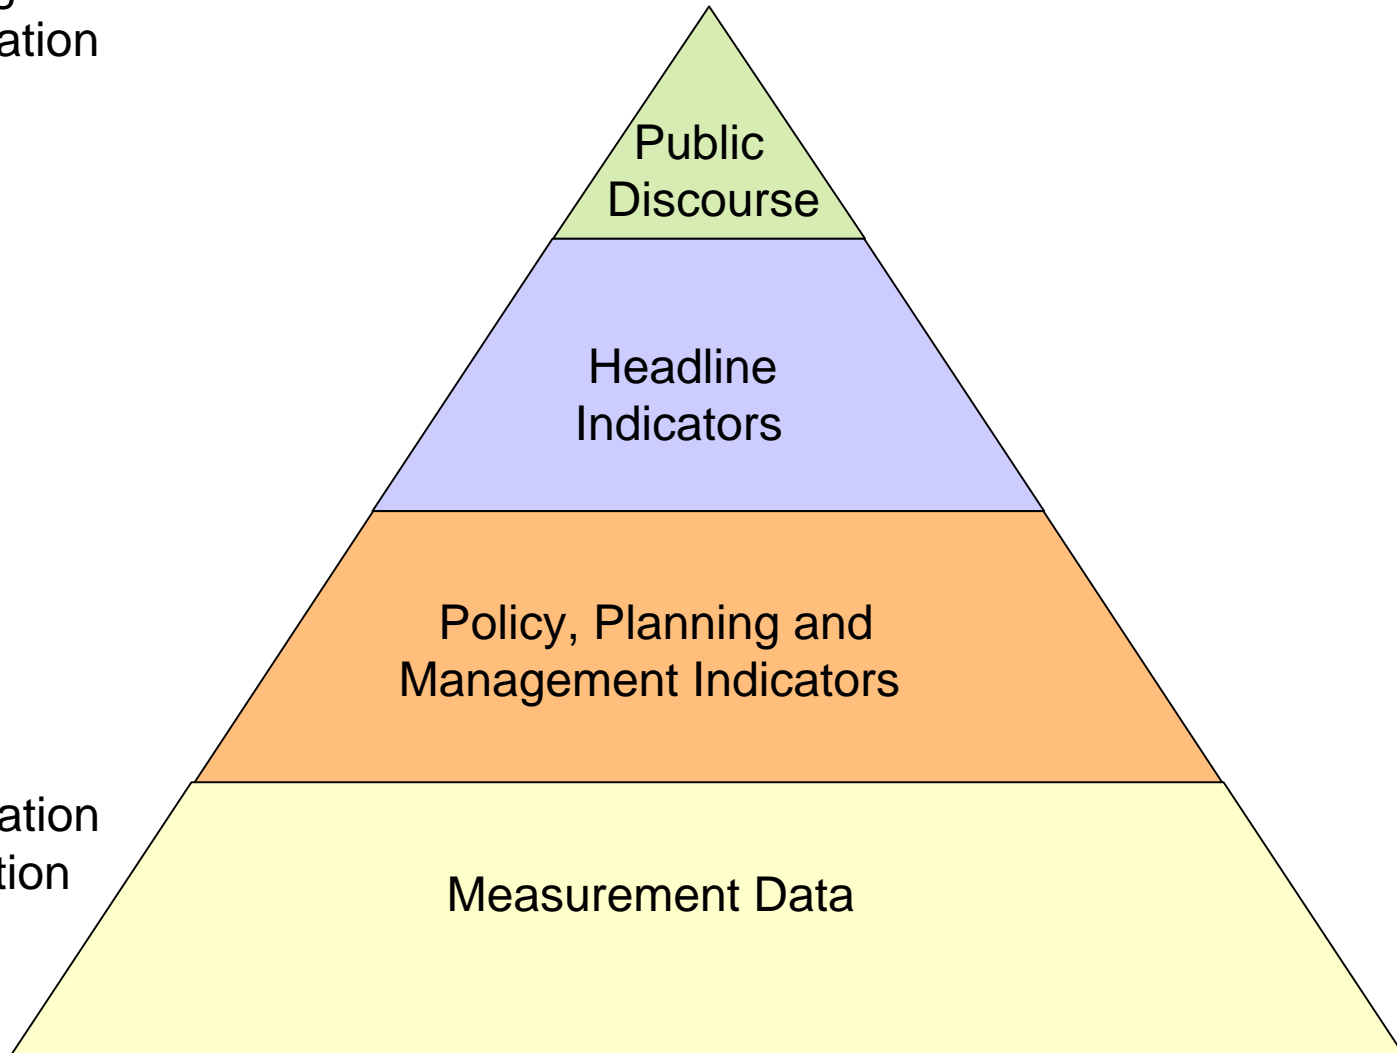 ation
Public
Discourse
Headline
Indicators
Policy, Planning and
Management Indicators
ation
tion
Measurement Data